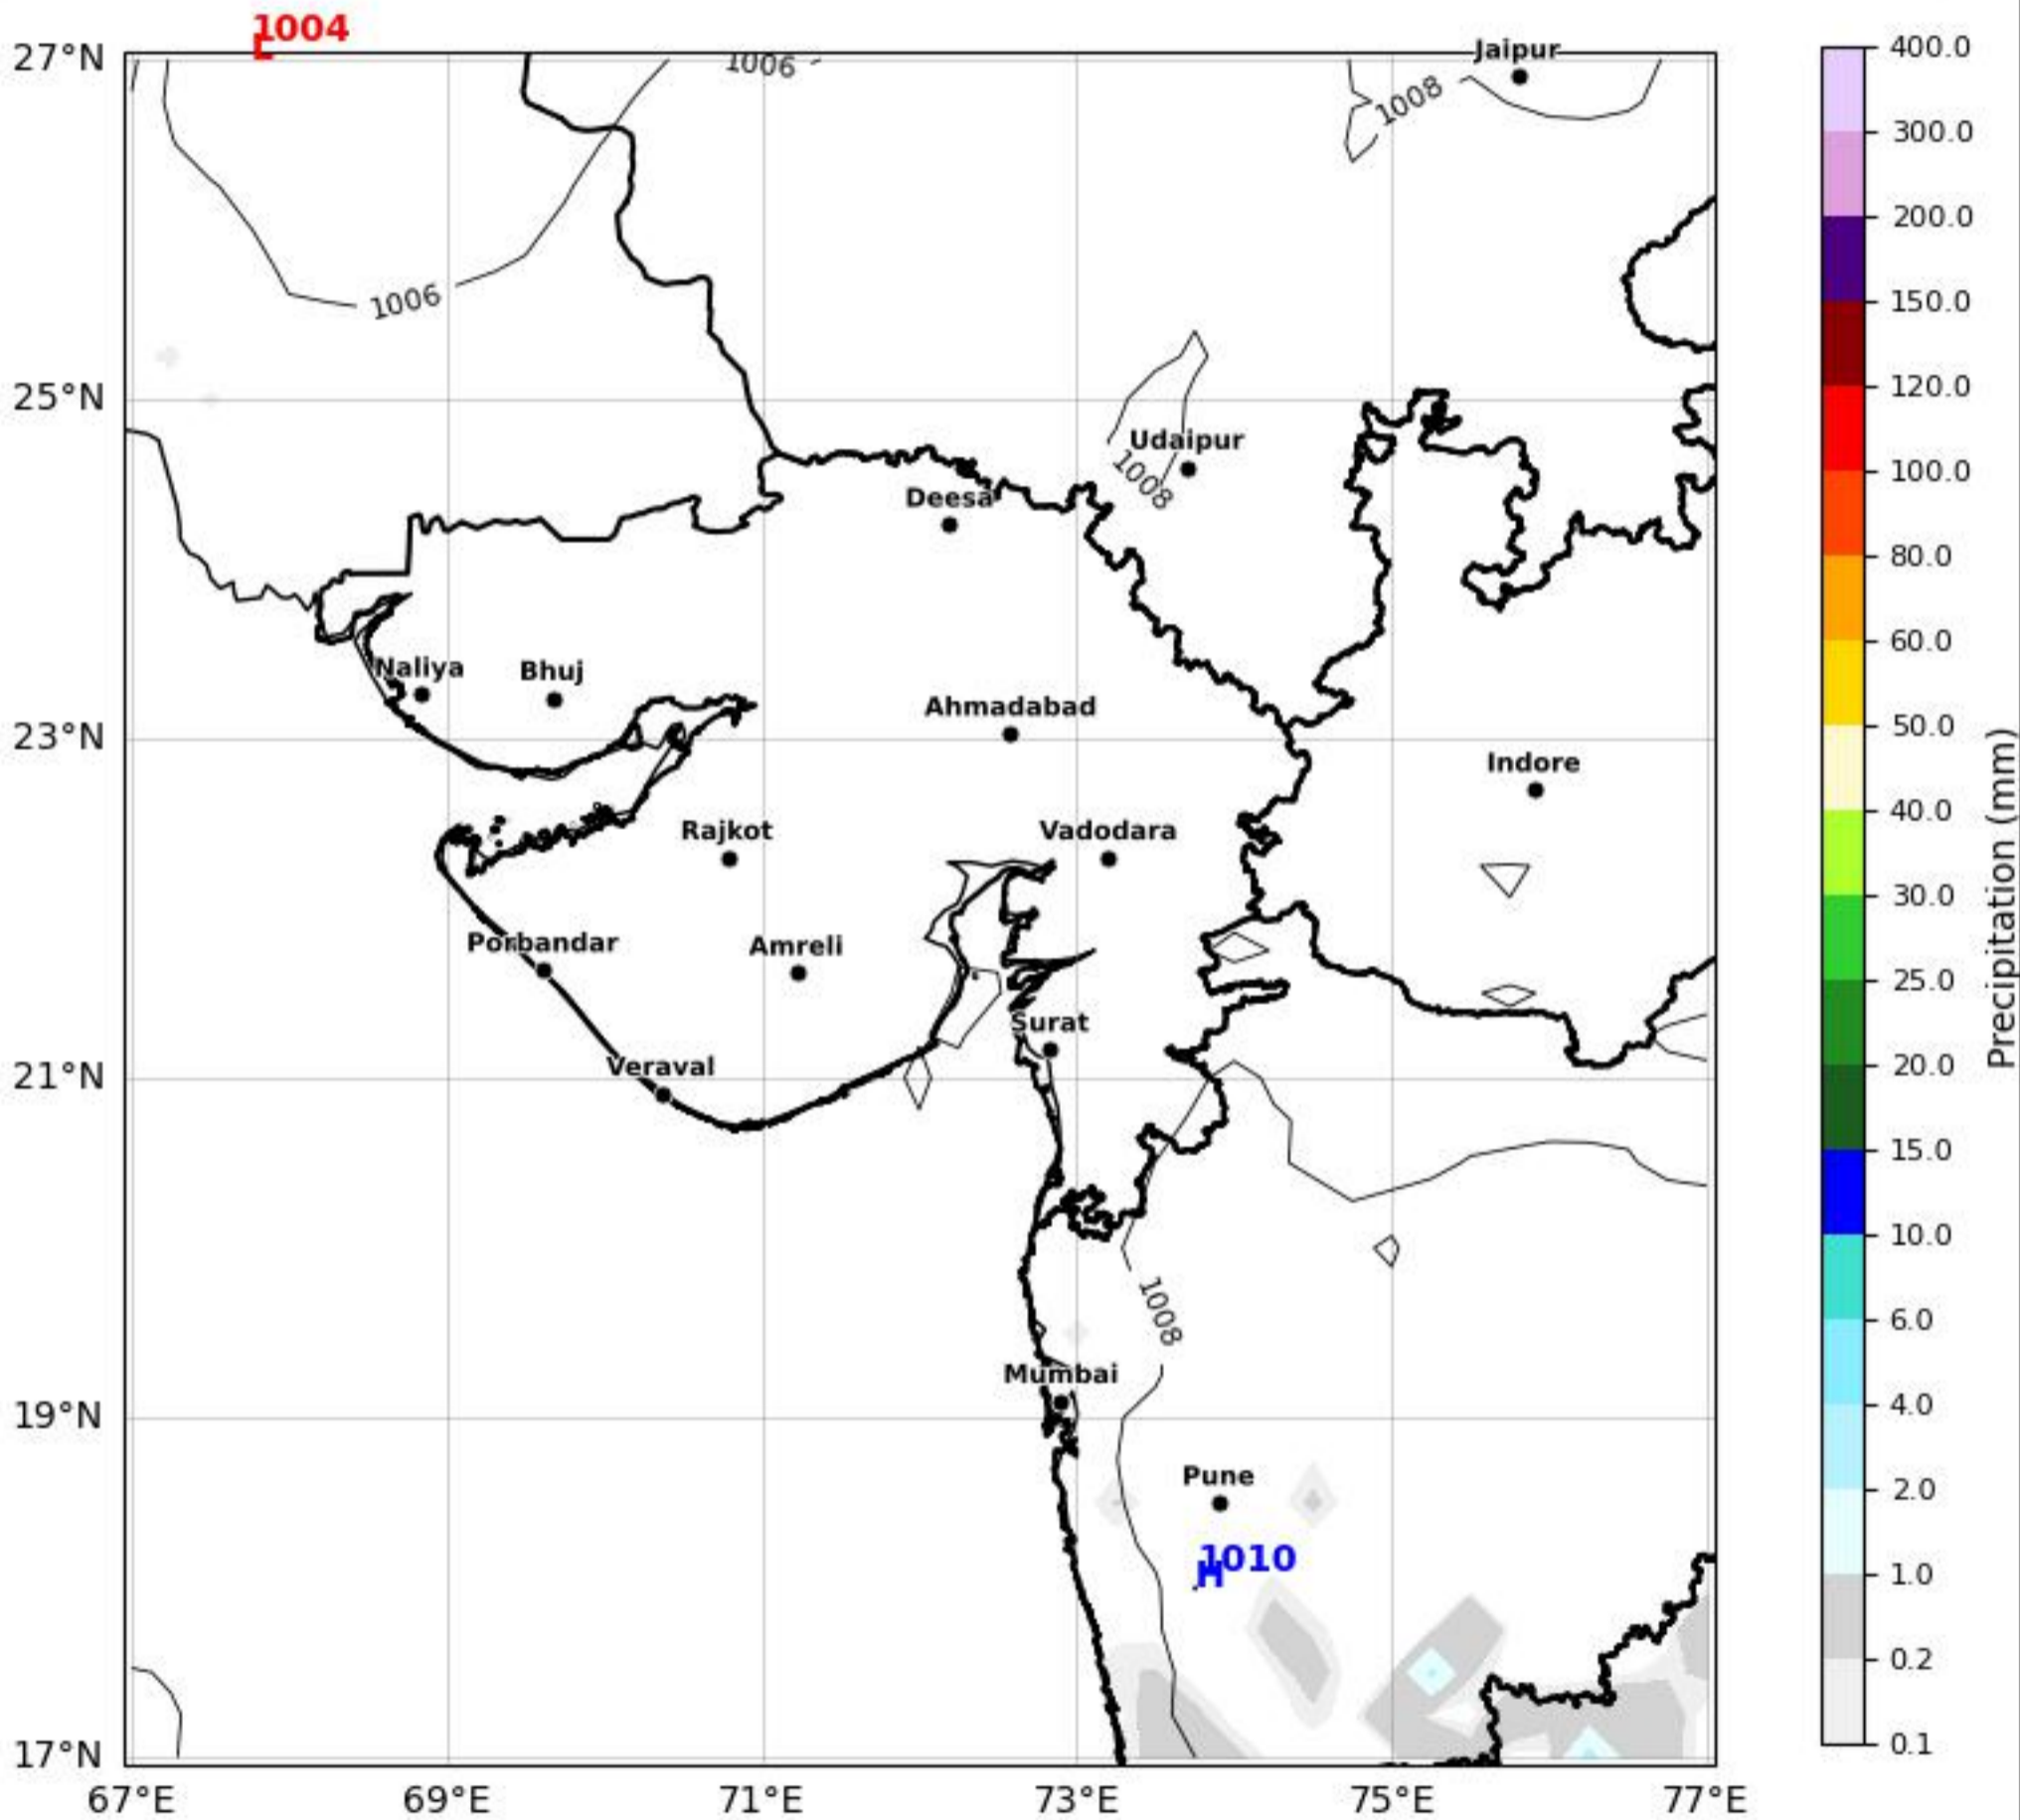 1004
L
27°N
1006
Jaipur
1008
400.0
300.0
200.0
1006
150.0
25°N
120.0
Udaipur
1008
100.0
Deesa
80.0
60.0
Naliya
Bhuj
Ahmadabad
50.0
23°N
Indore
40.0
Precipitation (mm)
Rajkot
Vadodara
30.0
Porbandar
Amreli
25.0
Surat
21°N
Veraval
20.0
15.0
10.0
1008
6.0
Mumbai
4.0
19°N
Pune
2.0
1010
H
1.0
0.2
17°N
0.1
67°E
69°E
71°E
73°E
75°E
77°E